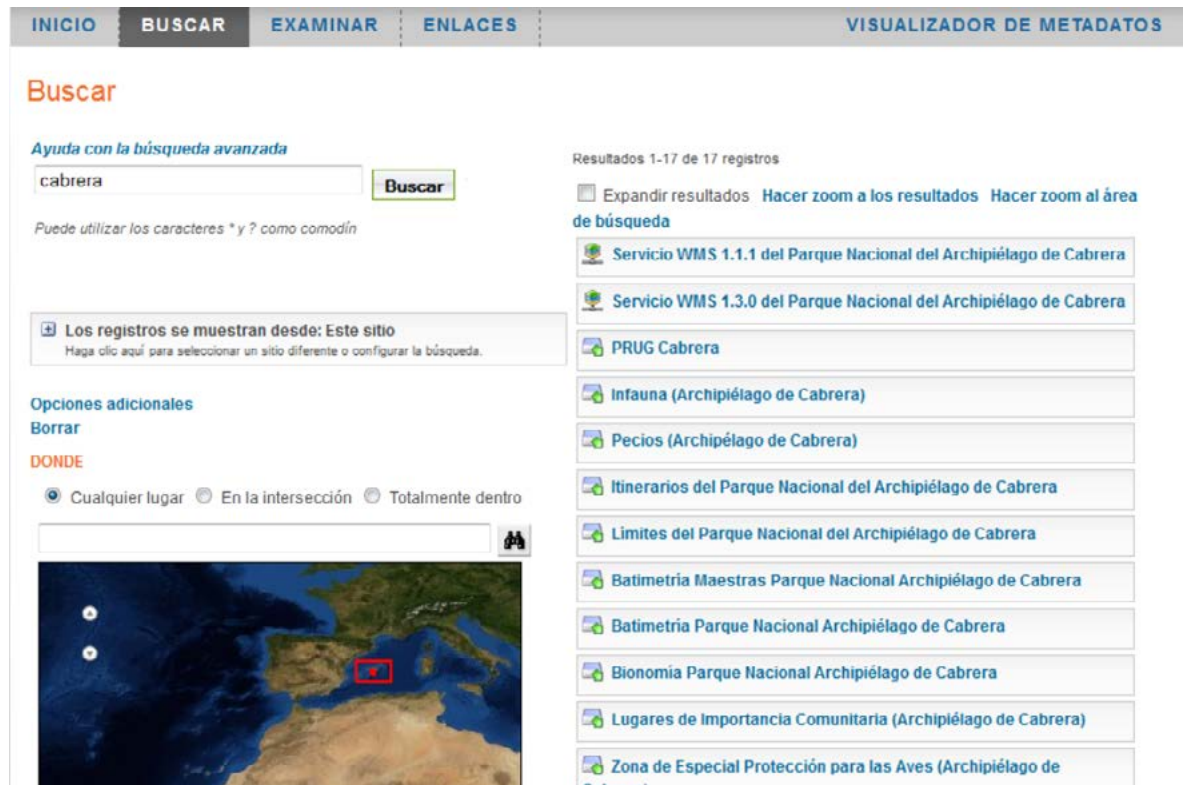 INICIO BUSCAR EXAMINAR ENLACES VISUALIZADOR DE METADATOS
Buscar
Ayuda con la búsqueda avanzada
cabrera Buscar
Puede utilizar los caracteres * y ? como comodín
Los registros se muestran desde: Este sitio
Haga clic aquí para seleccionar un sitio diferente o configurar la búsqueda.
Opciones adicionales
Borrar
DONDE
Cualquier lugar En la intersección Totalmente dentro
Resultados 1-17 de 17 registros
Expandir resultados Hacer zoom a los resultados Hacer zoom al área
de búsqueda
Servicio WMS 1.1.1 del Parque Nacional del Archipiélago de Cabrera
Servicio WMS 1.3.0 del Parque Nacional del Archipiélago de Cabrera
PRUG Cabrera
Infauna (Archipiélago de Cabrera)
Pecios (Archipélago de Cabrera)
Itinerarios del Parque Nacional del Archipiélago de Cabrera
Límites del Parque Nacional del Archipiélago de Cabrera
Batimetría Maestras Parque Nacional Archipiélago de Cabrera
Batimetría Parque Nacional Archipiélago de Cabrera
Bionomía Parque Nacional Archipiélago de Cabrera
Lugares de Importancia Comunitaria (Archipiélago de Cabrera)
Zona de Especial Protección para las Aves (Archipiélago de